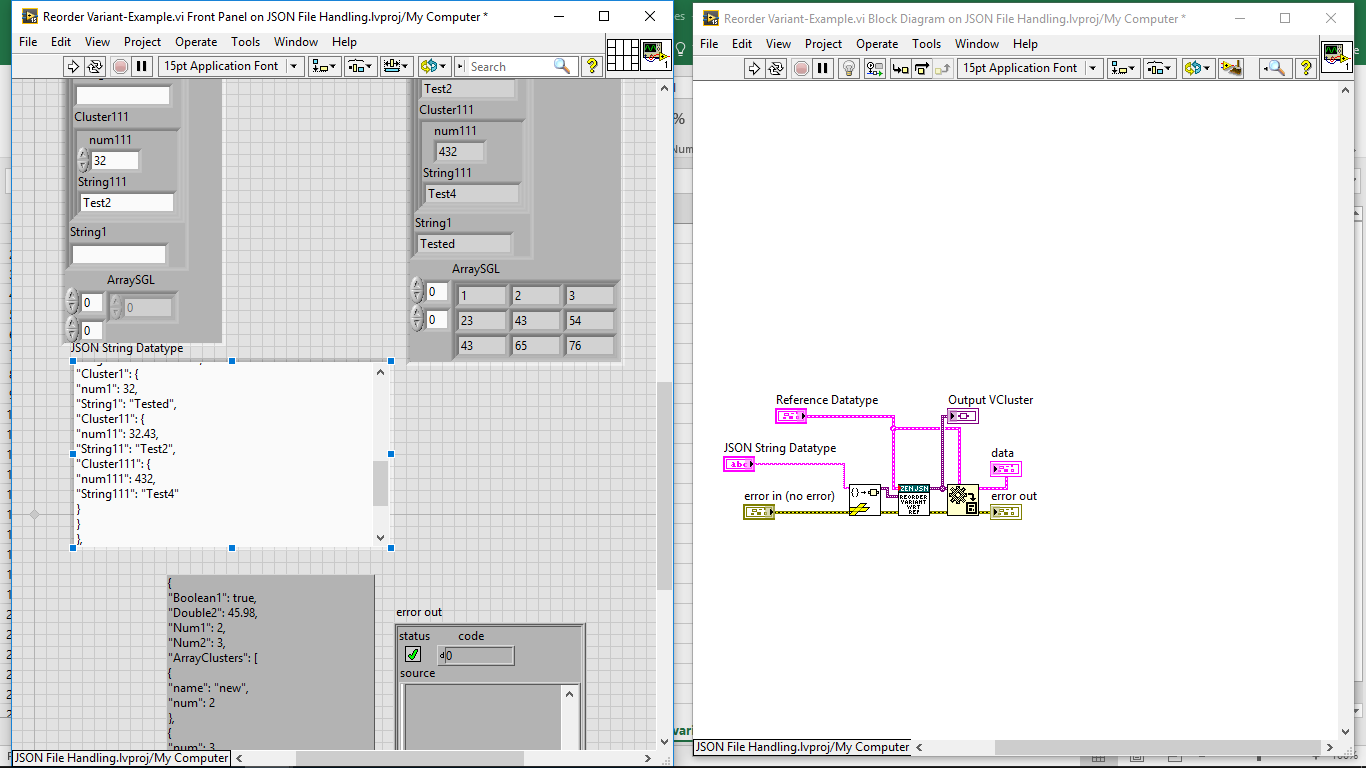 Reorder Variant-Example.vi Front Panel on JSON File Handling.lvproj/My Computer *
File Edit View Project Operate Tools Window Help
15pt Application Font
Search
1
Cluster111
num111
32
String111
Test2
String1
ArraySGL
0
0
0
JSON String Datatype
"Cluster1": {
"num1": 32,
"String1": "Tested",
"Cluster11": {
"num11": 32.43,
"String11": "Test2",
"Cluster111": {
"num111": 432,
"String111": "Test4"
}
}
},
Test2
Cluster111
num111
432
String111
Test4
String1
Tested
ArraySGL
0 1 2 3
0 23 43 54
43 65 76
{
"Boolean1": true,
"Double2": 45.98,
"Num1": 2,
"Num2": 3,
"ArrayClusters": [
{
"name": "new",
"num": 2
},
{
"num": 3
error out
status code
d0
source
JSON File Handling.lvproj/My Computer
Reorder Variant-Example.vi Block Diagram on JSON File Handling.lvproj/My Computer *
File Edit View Project Operate Tools Window Help
15pt Application Font
1
Reference Datatype
Output VCluster
JSON String Datatype
abc
data
error in (no error)
ZENJSN
REORDER
VARIANT
WRT
REF
error out
JSON File Handling.lvproj/My Computer
%
100%